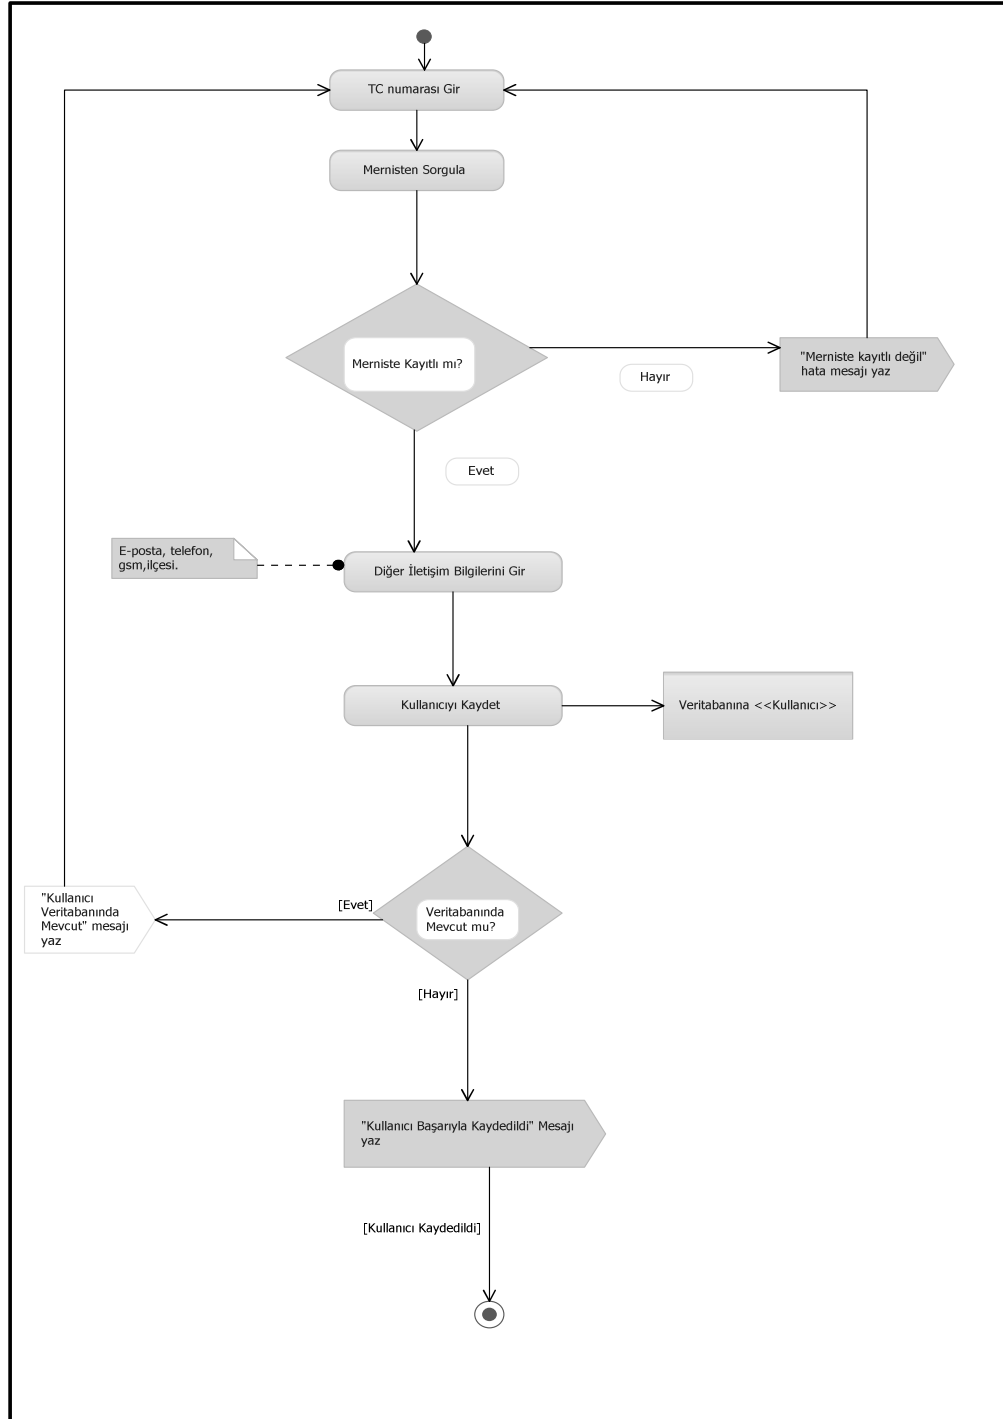 TC numarası Gir
Mernisten Sorgula
Merniste Kayıtlı mı?
Hayır
"Merniste kayıtlı değil"
hata mesajı yaz
Evet
E-posta, telefon,
gsm,ilçesi.
Diğer İletişim Bilgilerini Gir
Kullanıcıyı Kaydet
Veritabanına <<Kullanıcı>>
[Evet]
"Kullanıcı
Veritabanında
Mevcut" mesajı
yaz
Veritabanında
Mevcut mu?
[Hayır]
"Kullanıcı Başarıyla Kaydedildi" Mesajı
yaz
[Kullanıcı Kaydedildi]